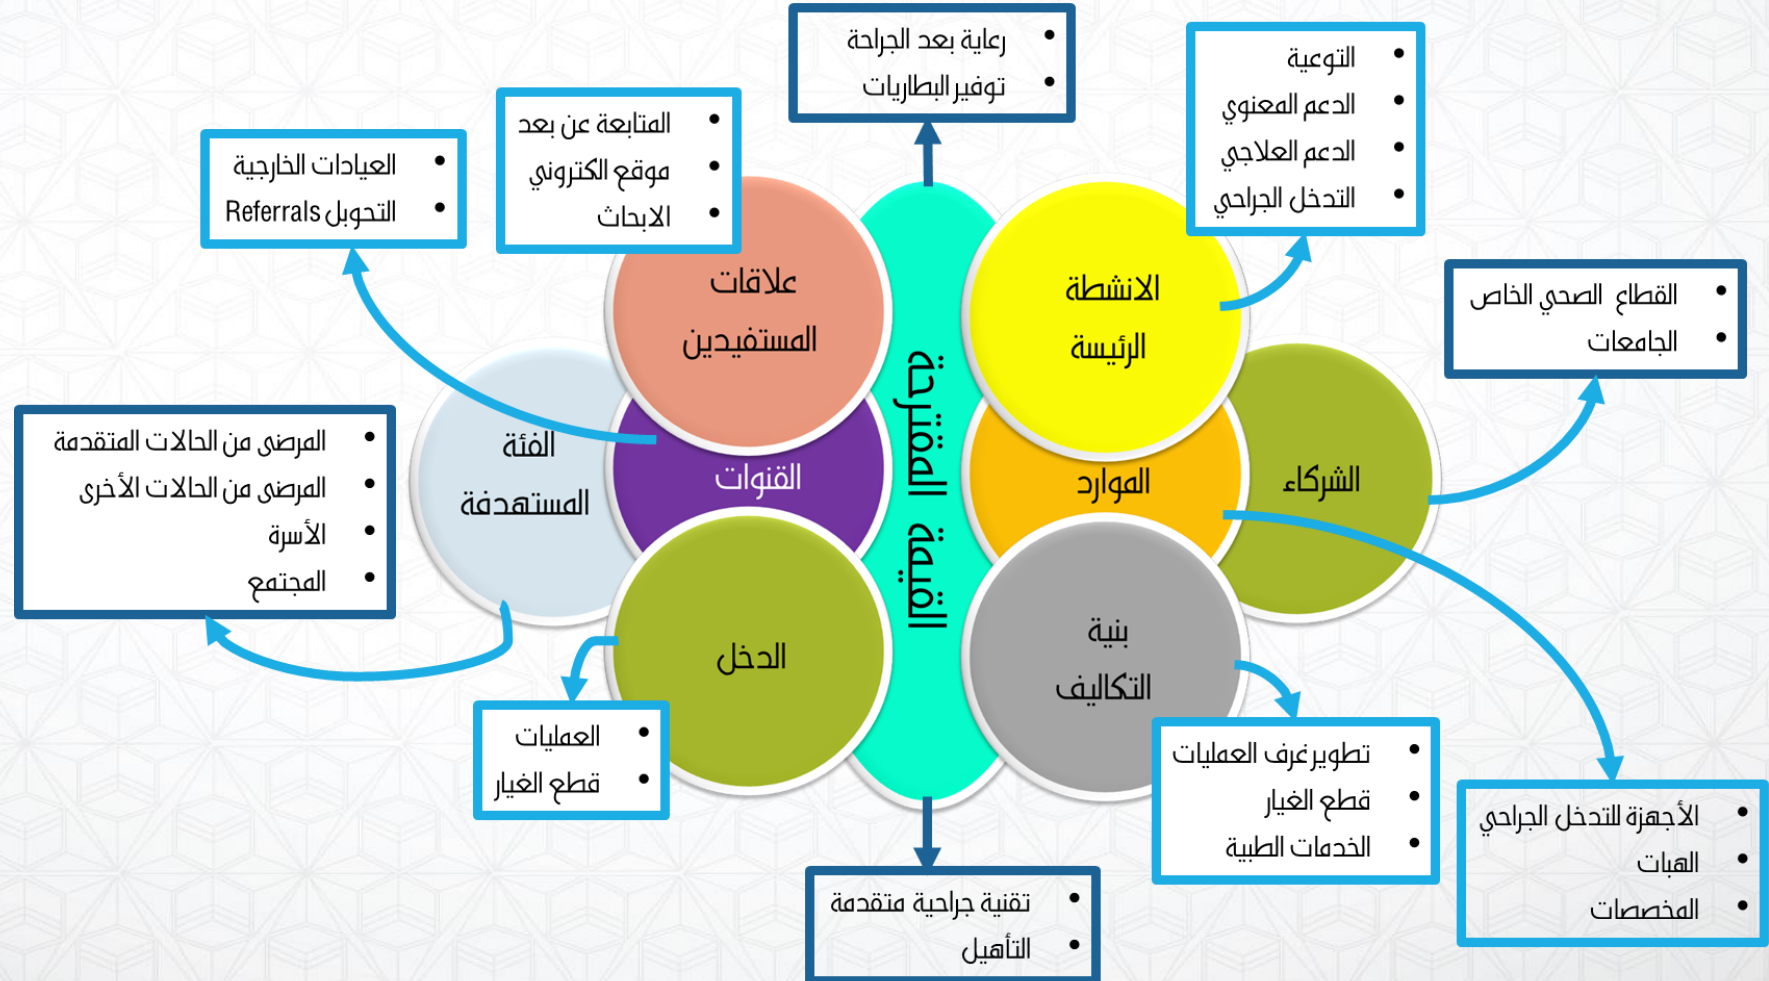 رعاية بعد الجراحة
توفير البطاريات
التوعية
الدعم المعنوي
الدعم العلاجي
التدخل الجراحي
المتابعة عن بعد
موقع الكتروني
الابحاث
العيادات الخارجية
التحويل Referrals
القطاع الصحي الخاص
الجامعات
الانشطة
الرئيسة
علاقات
المستفيدين
القيمة المقترحة
الشركاء
الموارد
القنوات
الفئة
المستهدفة
المرضى من الحالات المتقدمة
المرضى من الحالات الأخرى
الأسرة
المجتمع
بنية
التكاليف
الدخل
العمليات
قطع الغيار
تطوير غرف العمليات
قطع الغيار
الخدمات الطبية
الأجهزة للتدخل الجراحي
الهبات
المخصصات
تقنية جراحية متقدمة
التأهيل